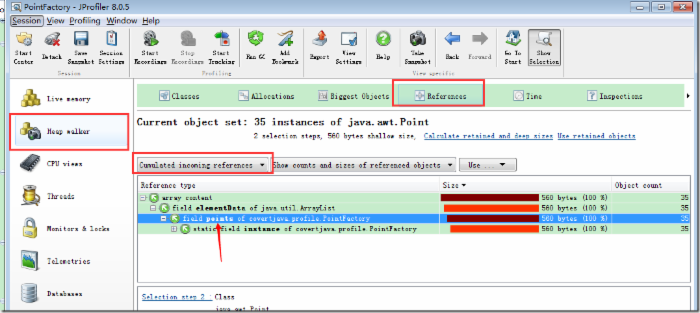 PointFactory - JProfiler 8.0.5
Session View Profiling Window Help
Start Center
Detach
Save Snapshot
Session Settings
Start Recordings
Stop Recordings
Start Tracking
Run GC
Add Bookmark
Export
View Settings
Take Snapshot
Back
Forward
Go To Start
Show Selection
Session
Profiling
View specific
Live memory
Heap walker
CPU views
Threads
Monitors & locks
Telemetries
Databases
Classes
Allocations
Biggest Objects
References
Time
Inspections
Current object set: 35 instances of java.awt.Point
2 selection steps, 560 bytes shallow size, Calculate retained and deep sizes Use retained objects
Cumulated incoming references
Show counts and sizes of referenced objects
Use ...
Reference type Size Object count
array content 560 bytes (100 %) 35
field elementData of java.util.ArrayList 560 bytes (100 %) 35
field points of covertjava.profile.PointFactory 560 bytes (100 %) 35
static field instance of covertjava.profile.PointFactory 560 bytes (100 %) 35
Selection step 2 : Class
java.awt.Point